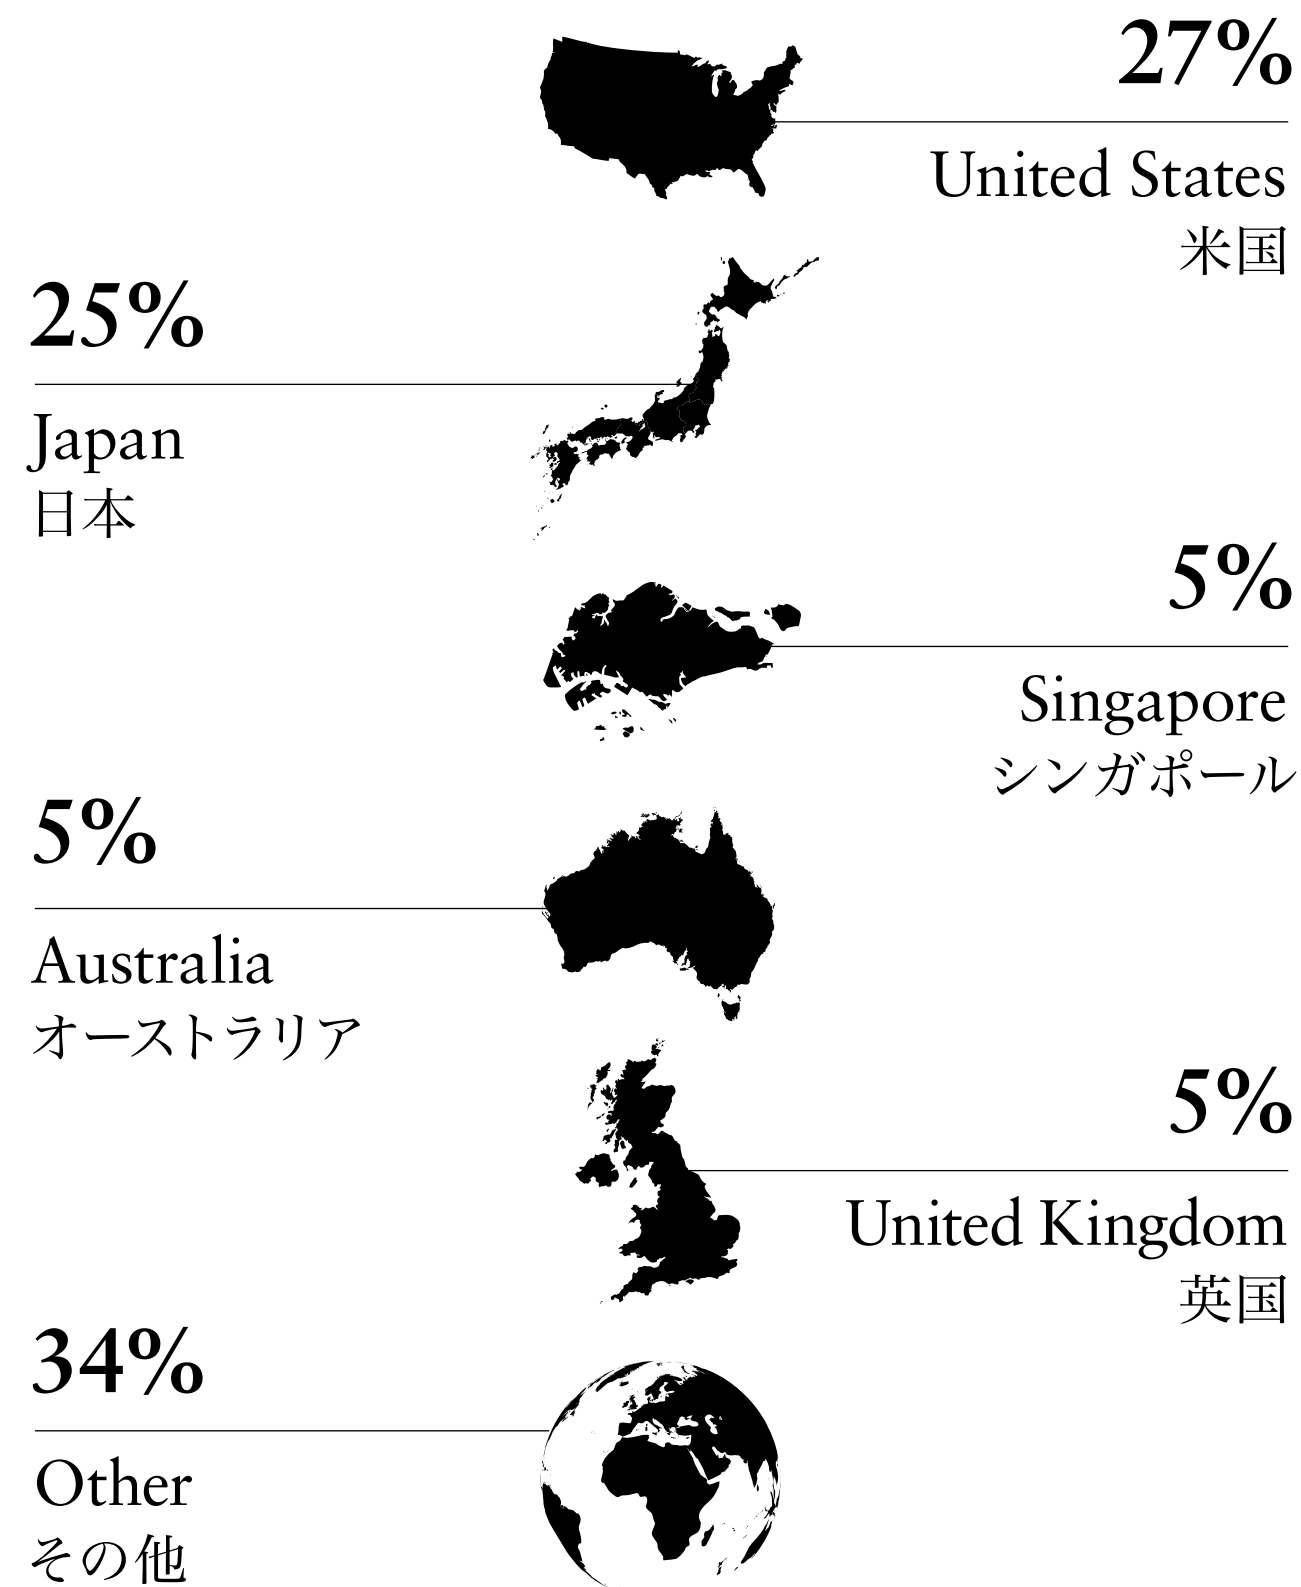 27%
United States
米国
25%
Japan
日本
5%
Singapore
シンガポール
5%
Australia
オーストラリア
5%
United Kingdom
英国
34%
Other
その他